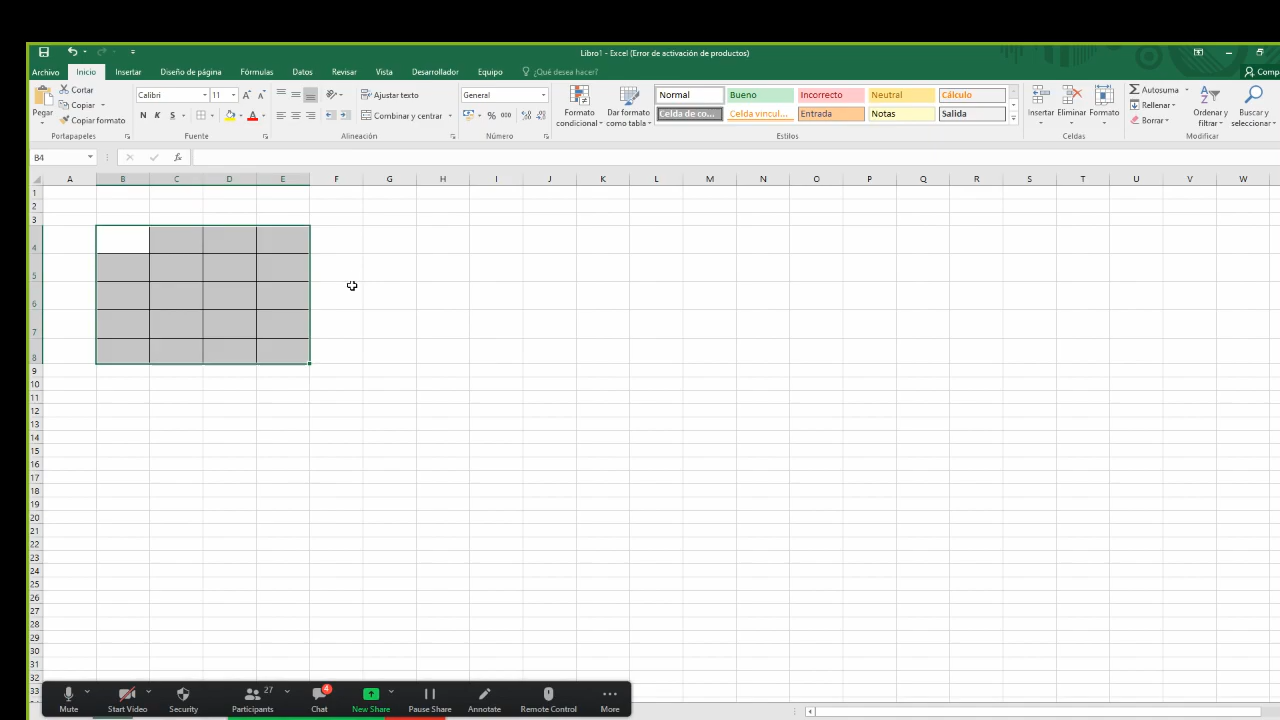 Libro1 - Excel (Error de activación de productos)
Archivo Inicio Insertar Diseño de página Fórmulas Datos Revisar Vista Desarrollador Equipo ¿Qué desea hacer? Comp
Pegar
Cortar
Copiar
Copiar formato
Portapapeles
Calibri 11
N K S
Fuente
Ajustar texto
Combinar y centrar
Alineación
General
% 000
Número
Formato condicional
Dar formato como tabla
Normal Bueno Incorrecto Neutral Cálculo
Celda de co... Celda vincul... Entrada Notas Salida
Estilos
Insertar Eliminar Formato
Celdas
Autosuma
Rellenar
Borrar
Ordenar y filtrar
Buscar y seleccionar
Modificar
B4 fx
A B C D E F G H I J K L M N O P Q R S T U V W
1
2
3
4
5
6
7
8
9
10
11
12
13
14
15
16
17
18
19
20
21
22
23
24
25
26
27
28
29
30
31
32
33
27 4
Mute Start Video Security Participants Chat New Share Pause Share Annotate Remote Control More